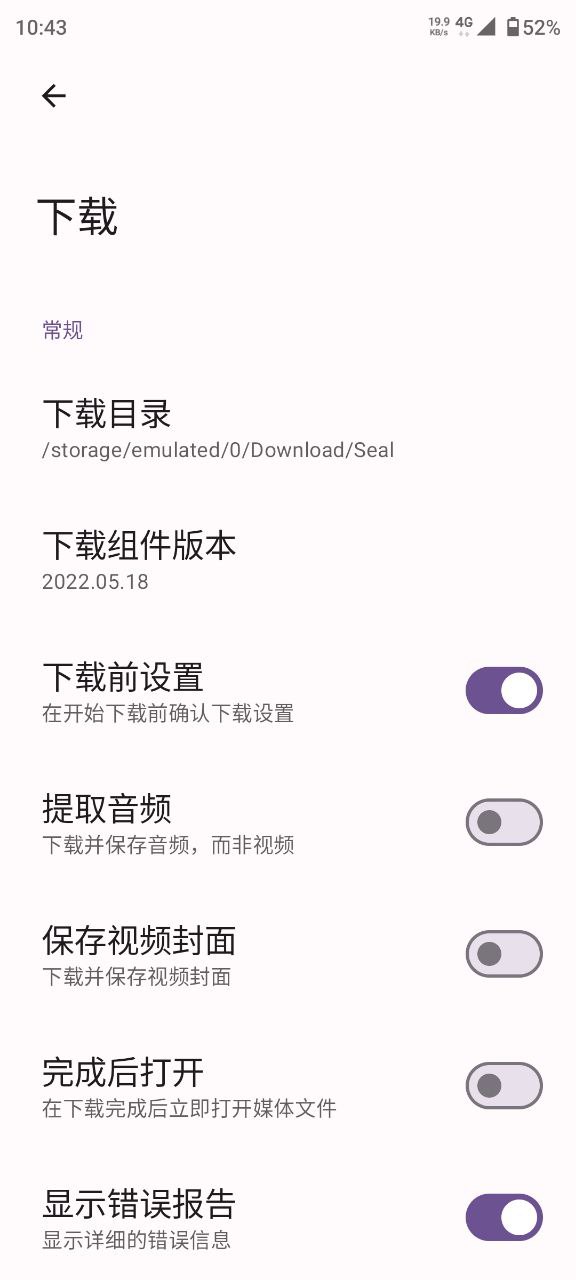 10:43 19.9 KB/s 4G 52%
下载
常规
下载目录
/storage/emulated/0/Download/Seal
下载组件版本
2022.05.18
下载前设置
在开始下载前确认下载设置
提取音频
下载并保存音频，而非视频
保存视频封面
下载并保存视频封面
完成后打开
在下载完成后立即打开媒体文件
显示错误报告
显示详细的错误信息